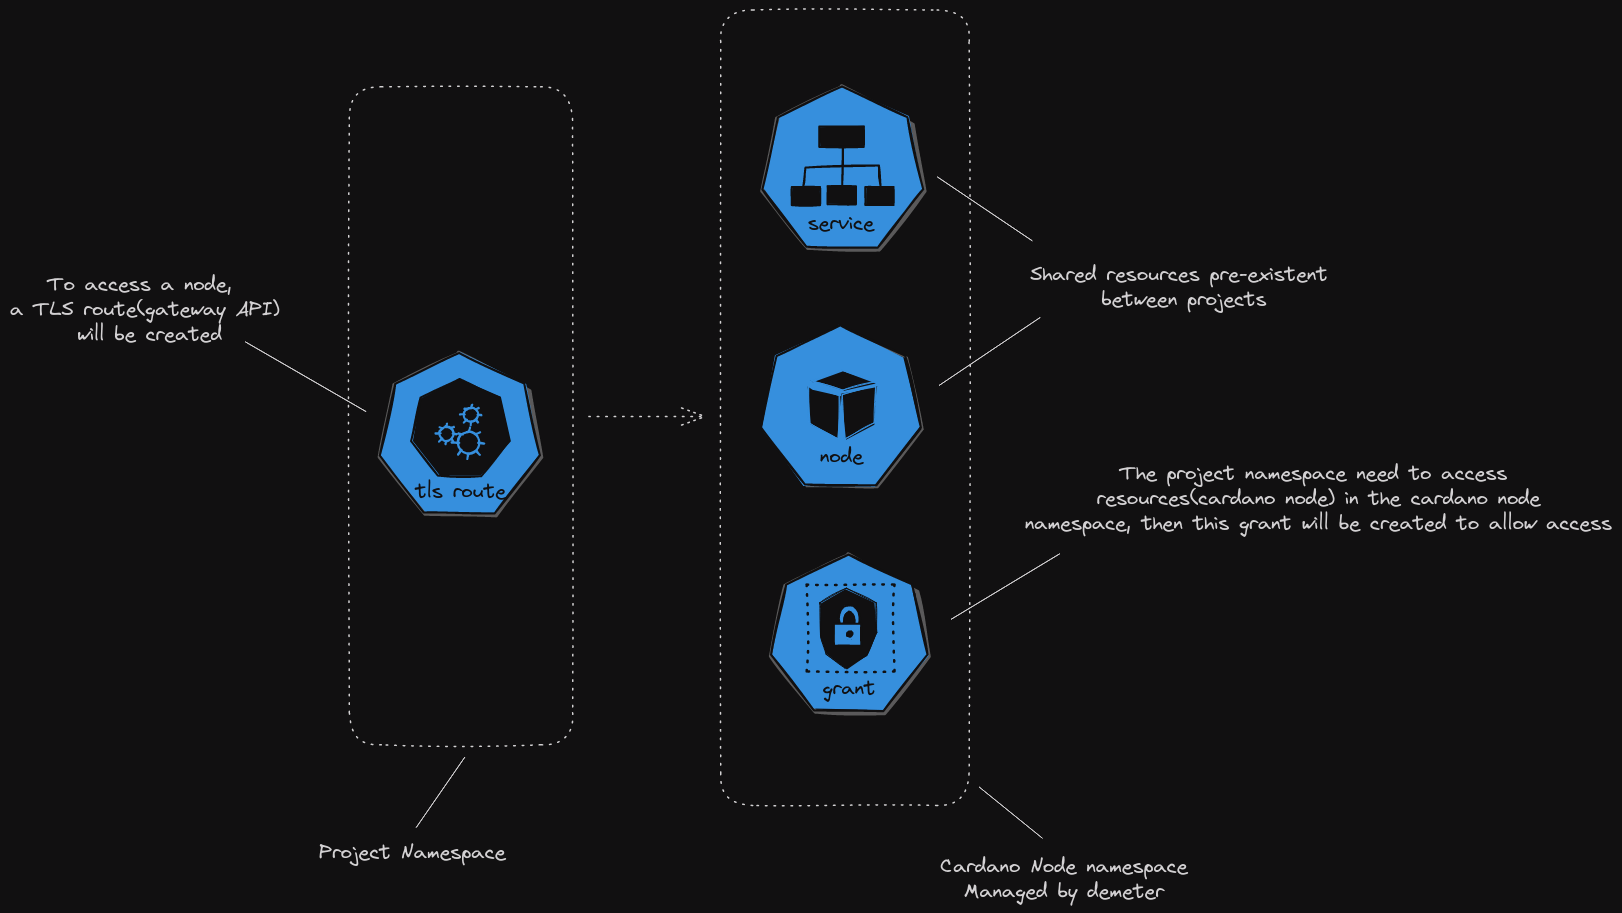 service
To access a node,
a TLS route(gateway API)
will be created
Shared resources pre-existent
between projects
node
tls route
The project namespace need to access
resources(cardano node) in the cardano node
namespace, then this grant will be created to allow access
grant
Project Namespace
Cardano Node namespace
Managed by demeter